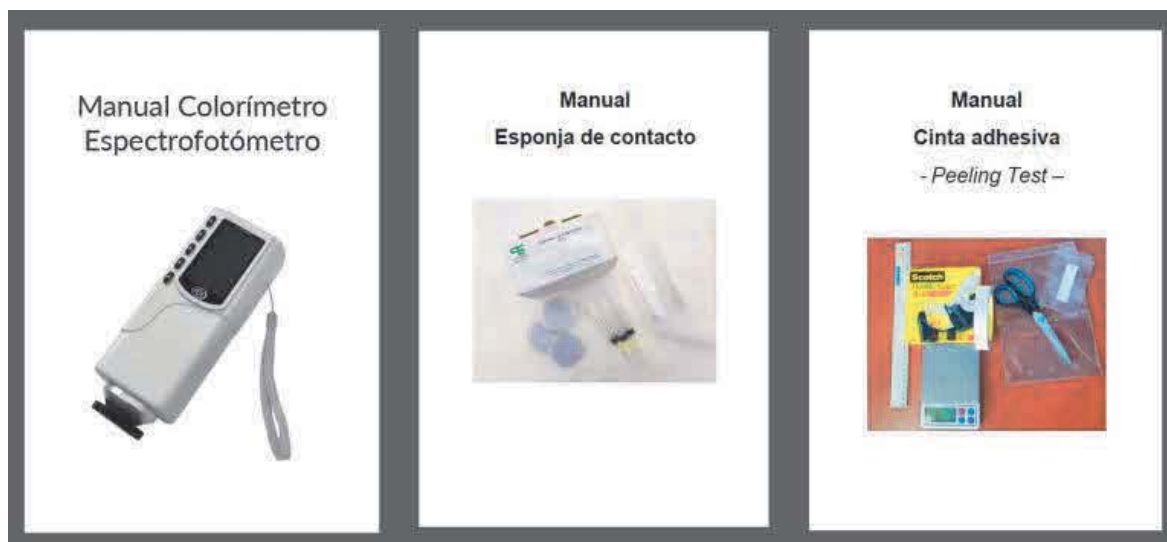 Manual Colorímetro
Espectrofotómetro
Manual
Esponja de contacto
Manual
Cinta adhesiva
- Peeling Test –
Scotch